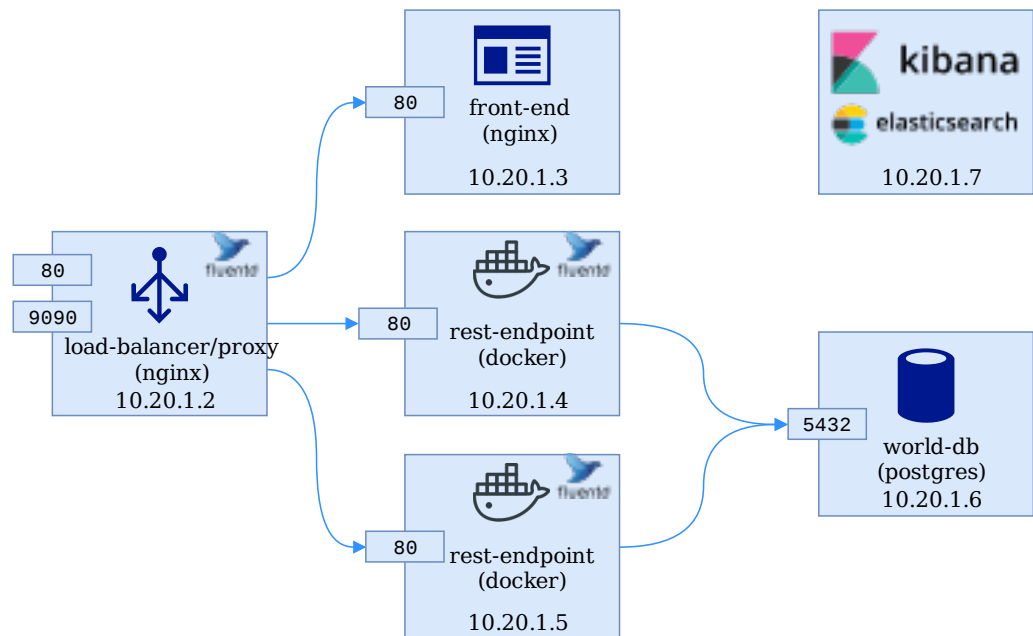 80
front-end
(nginx)
10.20.1.3
kibana
elasticsearch
10.20.1.7
80
9090
fluentd
load-balancer/proxy
(nginx)
10.20.1.2
80
fluentd
rest-endpoint
(docker)
10.20.1.4
5432
world-db
(postgres)
10.20.1.6
80
fluentd
rest-endpoint
(docker)
10.20.1.5